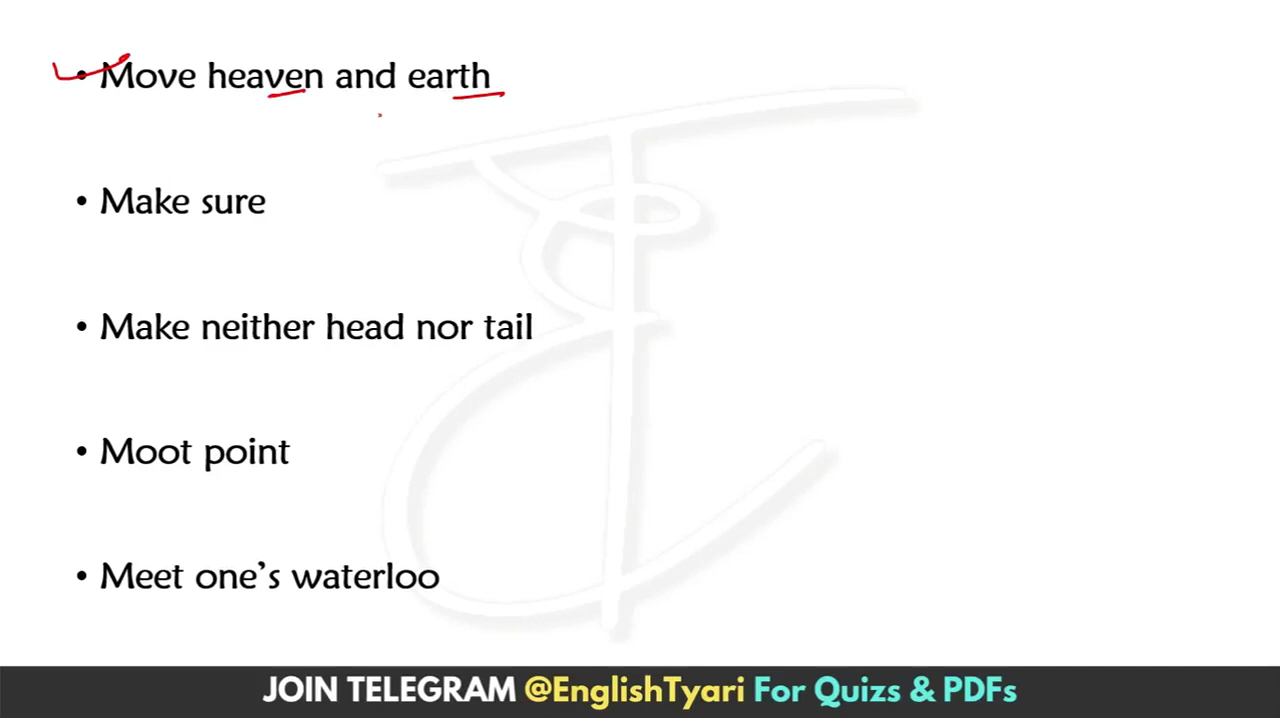 • Move heaven and earth
• Make sure
• Make neither head nor tail
• Moot point
• Meet one's waterloo
JOIN TELEGRAM @EnglishTyari For Quizs & PDFs